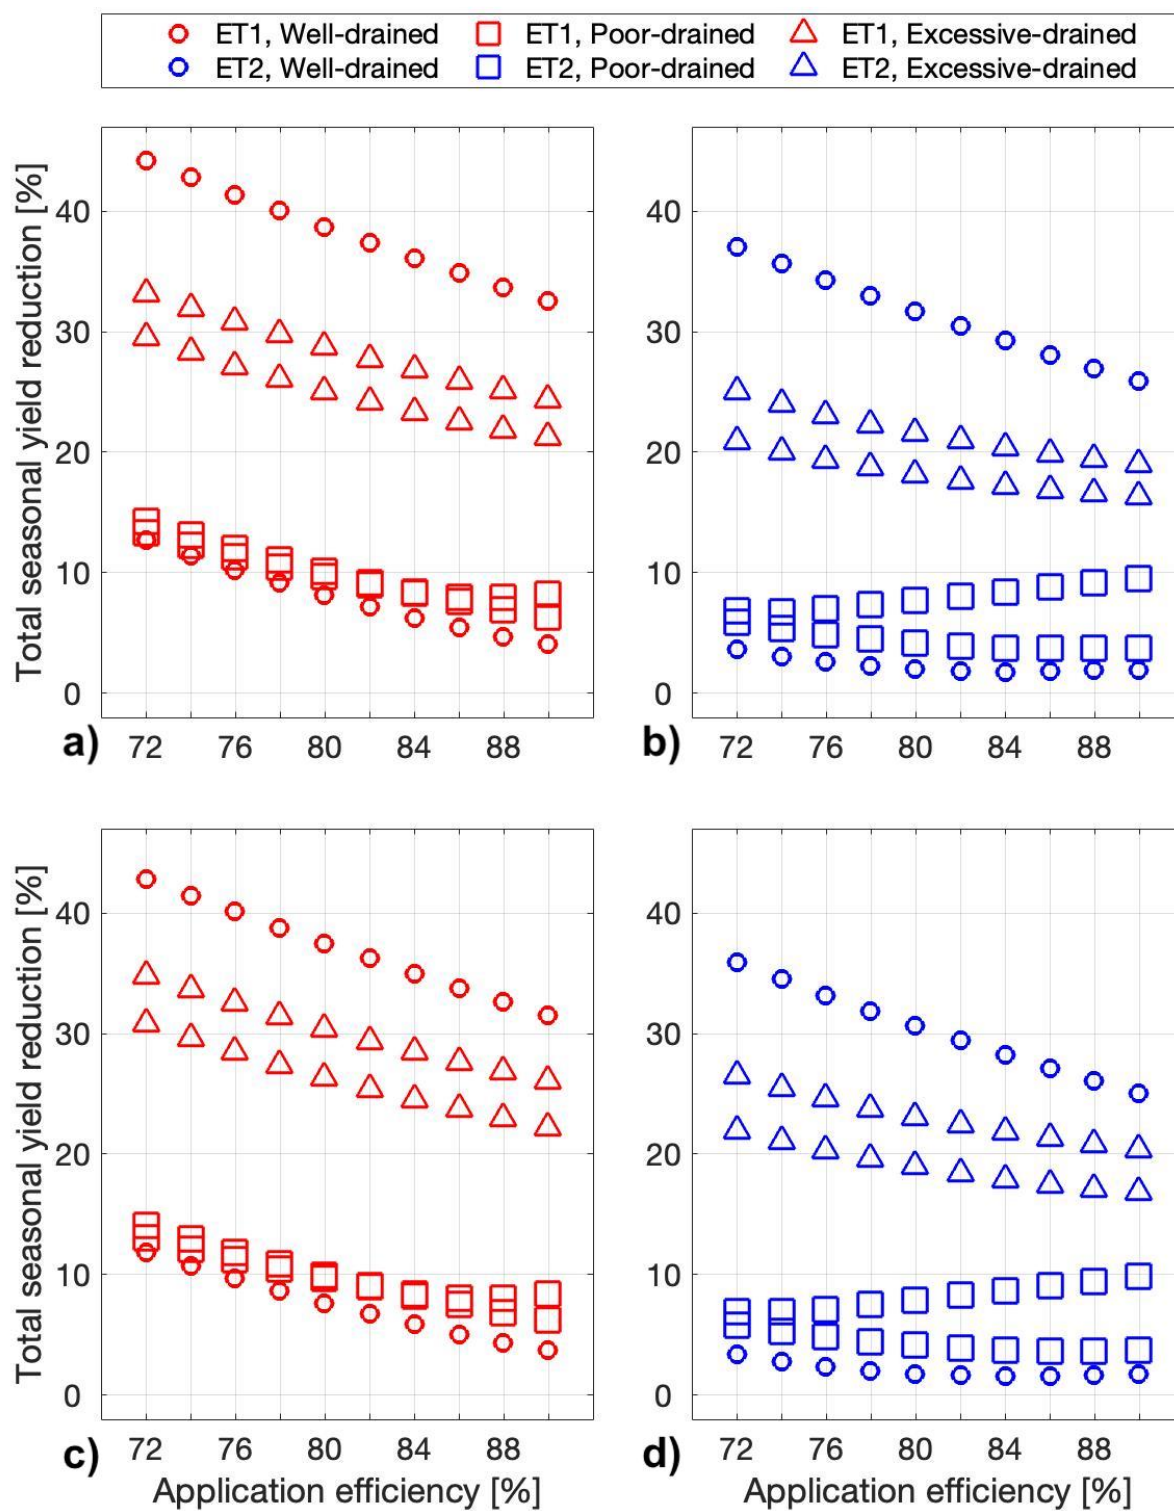 ET1, Well-drained ET1, Poor-drained ET1, Excessive-drained
ET2, Well-drained ET2, Poor-drained ET2, Excessive-drained
Total seasonal yield reduction [%]
40
30
20
10
0
a) 72 76 80 84 88
40
30
20
10
0
b) 72 76 80 84 88
Total seasonal yield reduction [%]
40
30
20
10
0
c) 72 76 80 84 88
Application efficiency [%]
40
30
20
10
0
d) 72 76 80 84 88
Application efficiency [%]